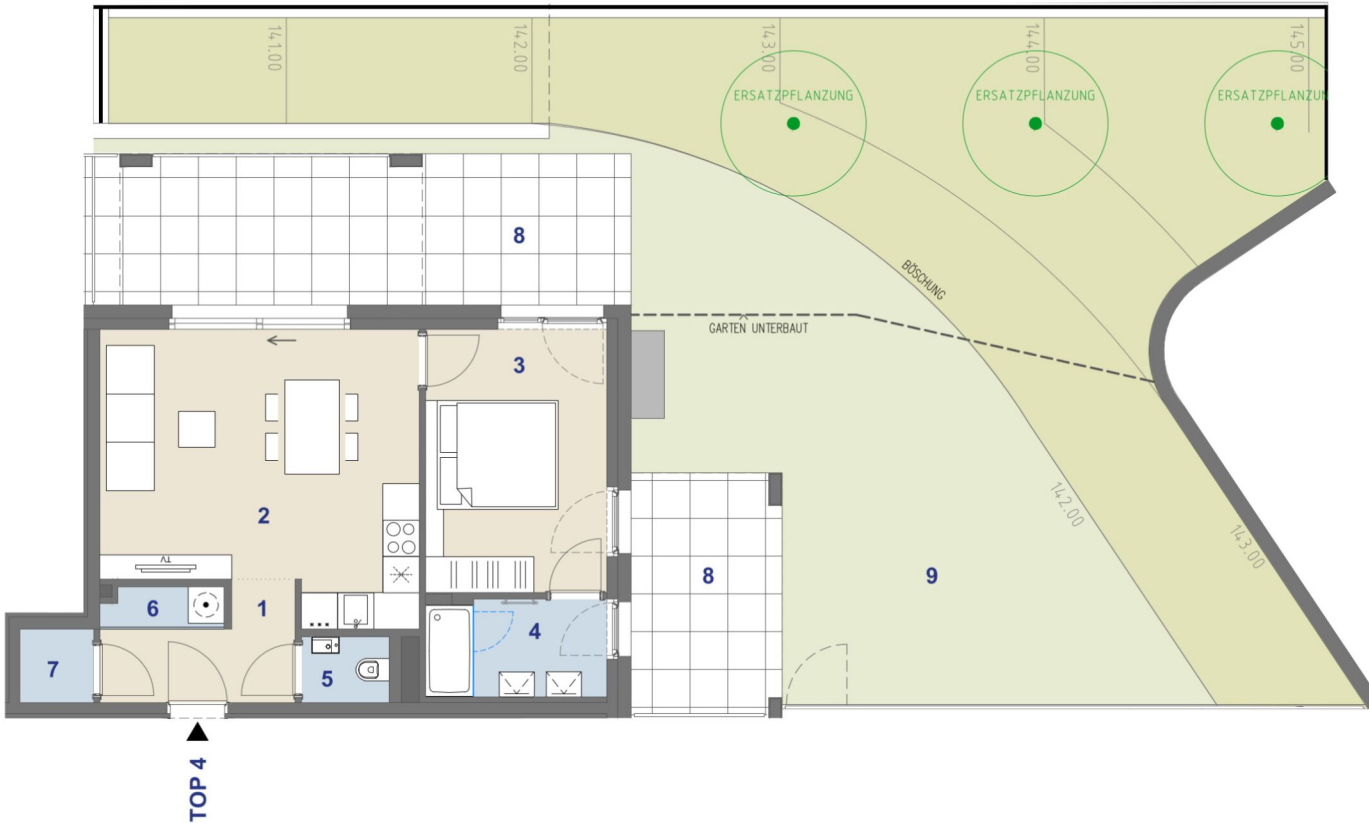 141.00
142.00
143.00
144.00
145.00
ERSATZPFLANZUNG
ERSATZPFLANZUNG
ERSATZPFLANZUN
8
BÖSCHUNG
GARTEN UNTERBAUT
3
2
142.00
143.00
TV
6
1
8
9
4
7
5
TOP 4